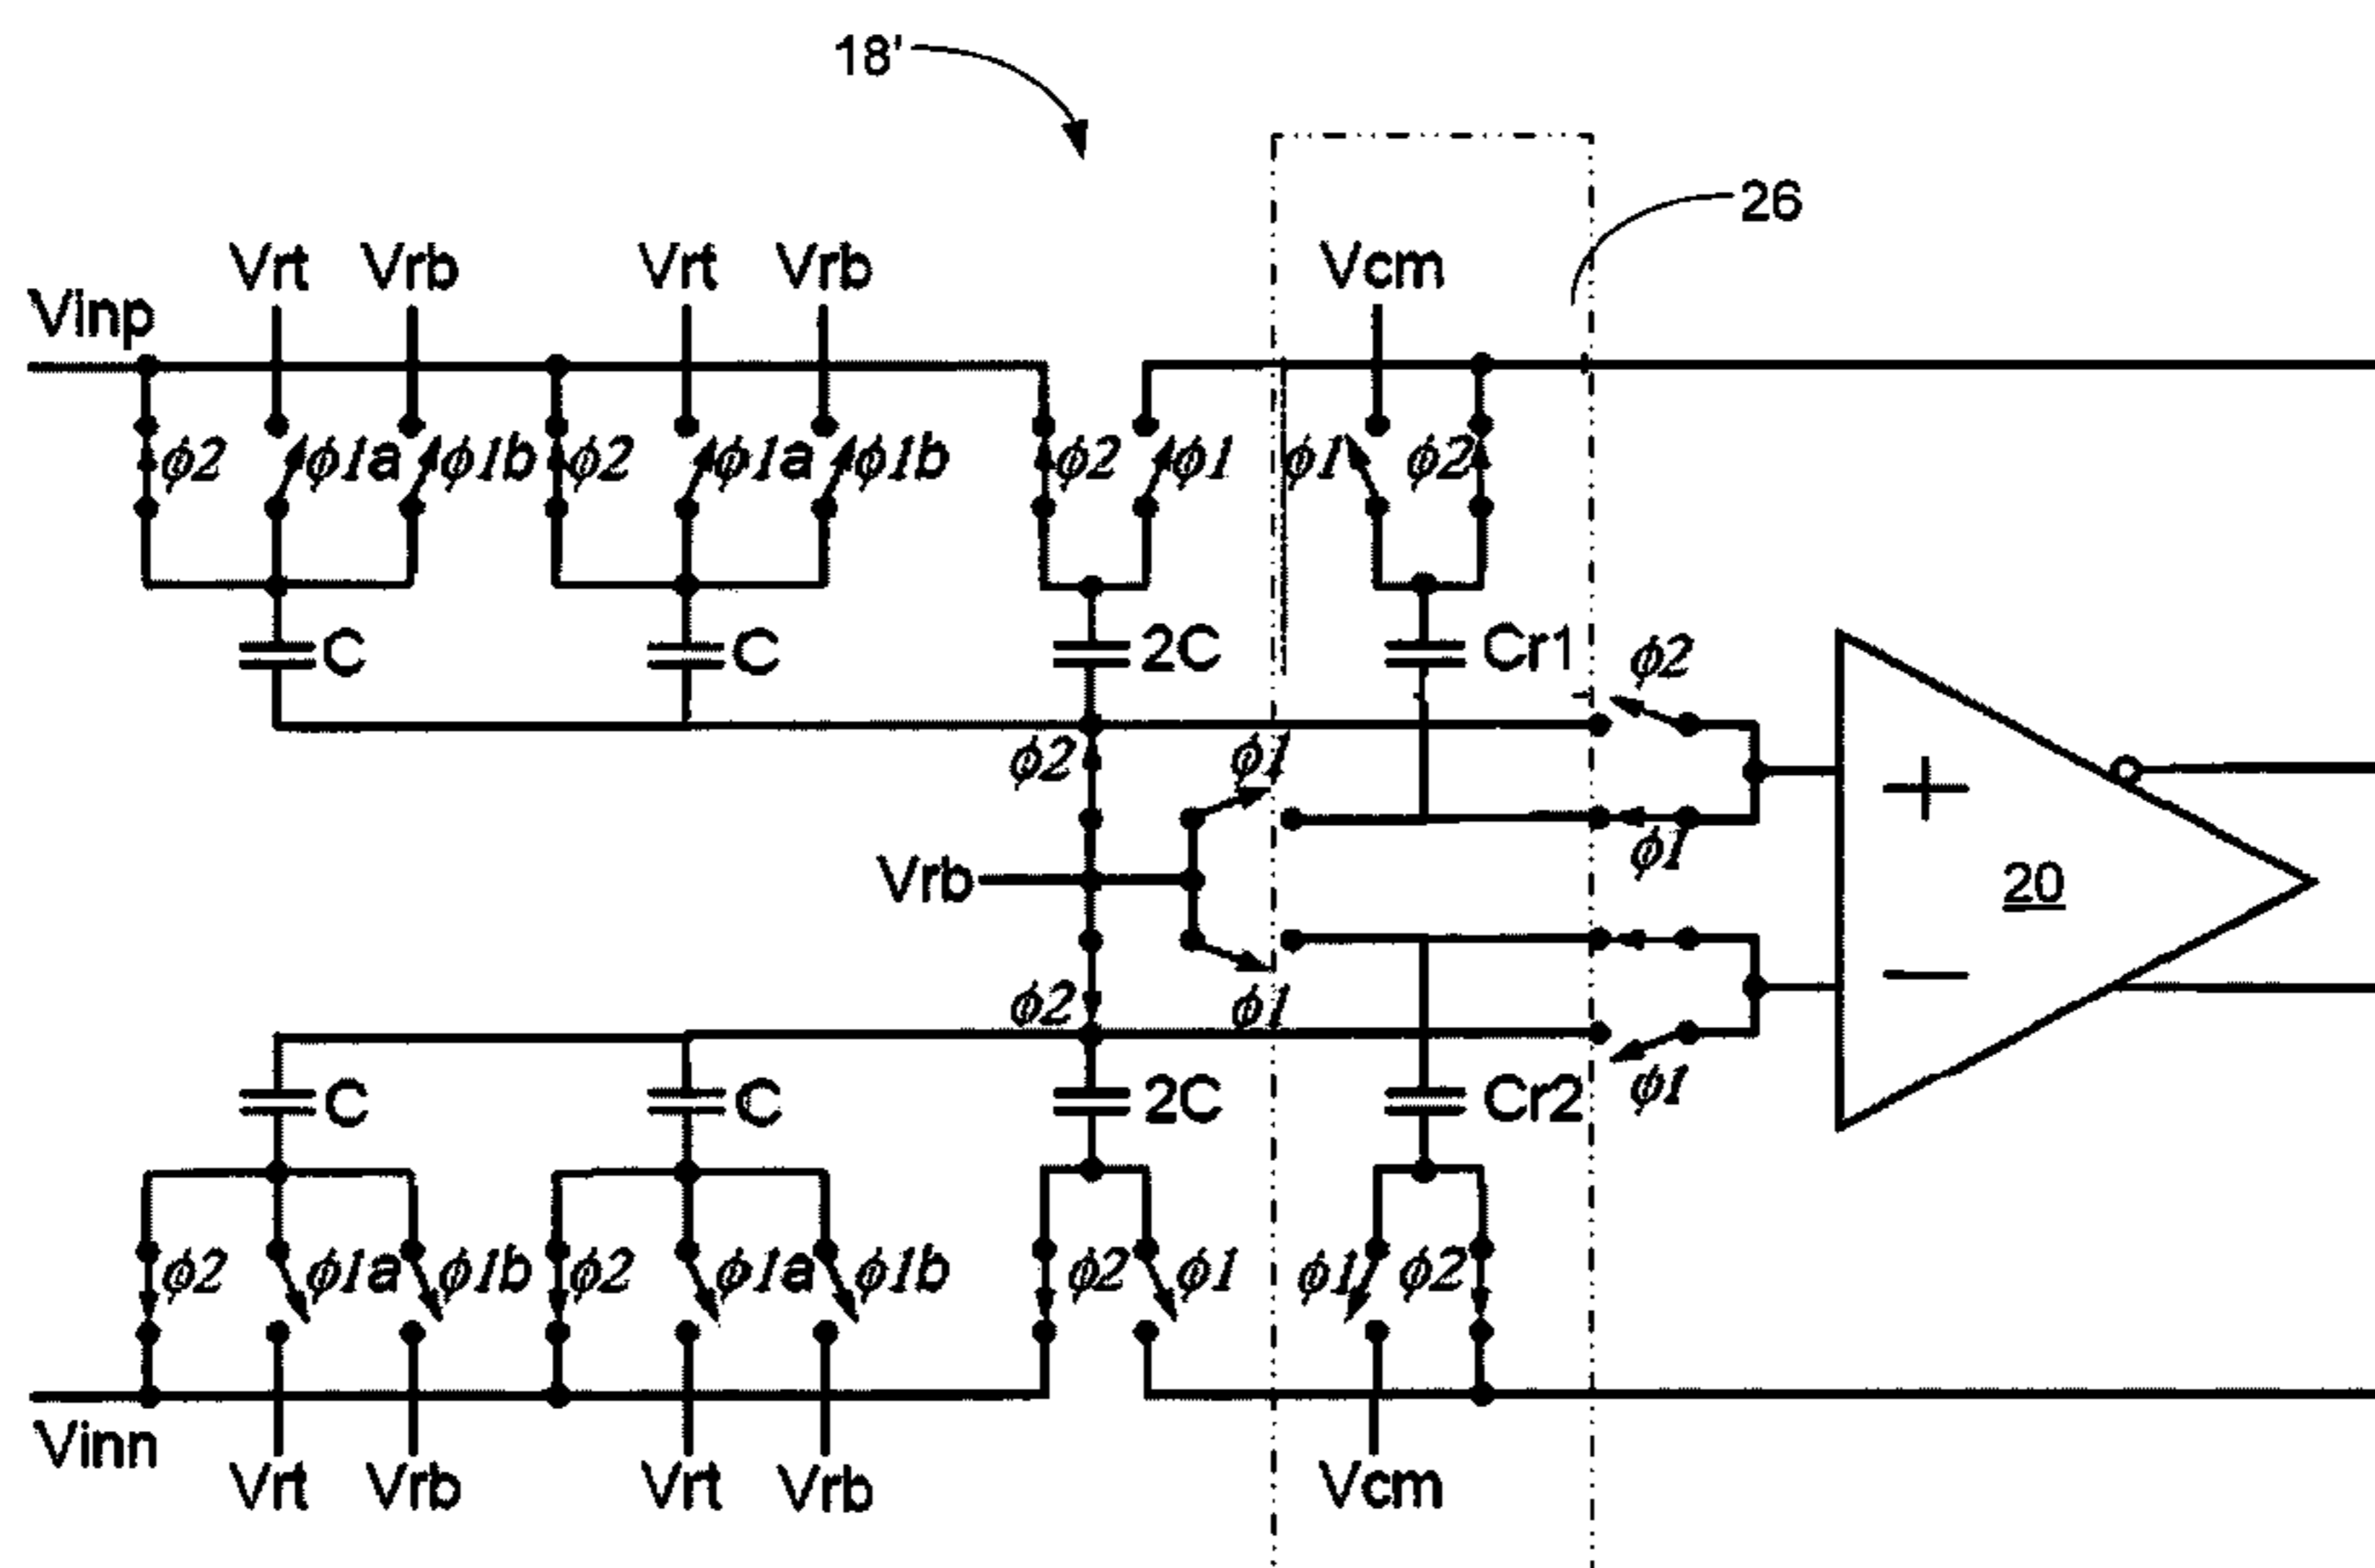 18'
26
Vrt Vrb Vrt Vrb Vcm
Vinp
ϕ2 ϕ1a ϕ1b ϕ2 ϕ1a ϕ1b ϕ2 ϕ1 ϕ1 ϕ2
C C 2C Cr1 ϕ2
ϕ2 ϕ1
+
ϕ1
Vrb 20
−
ϕ2 ϕ1
C C 2C Cr2 ϕ1
ϕ2 ϕ1a ϕ1b ϕ2 ϕ1a ϕ1b ϕ2 ϕ1 ϕ1 ϕ2
Vinn
Vrt Vrb Vrt Vrb Vcm